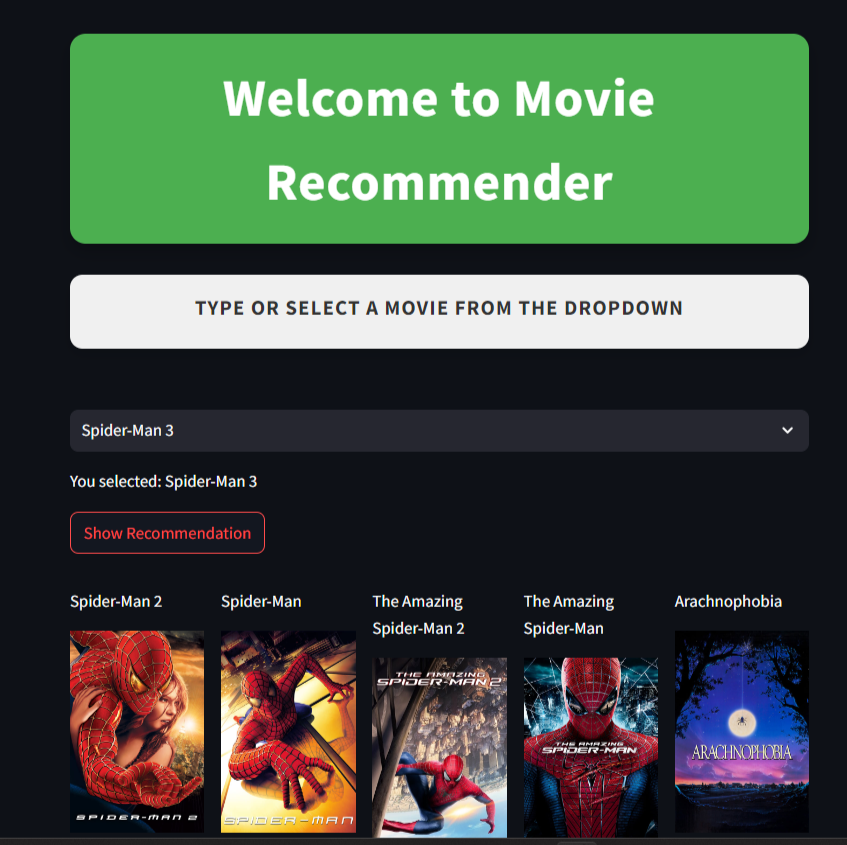 Welcome to Movie
Recommender
TYPE OR SELECT A MOVIE FROM THE DROPDOWN
Spider-Man 3
You selected: Spider-Man 3
Show Recommendation
Spider-Man 2
Spider-Man
The Amazing
Spider-Man 2
The Amazing
Spider-Man
Arachnophobia
SPIDER-MAN 2
SPIDER-MAN
THE AMAZING
SPIDER-MAN 2
THE AMAZING
SPIDER-MAN
ARACHNOPHOBIA